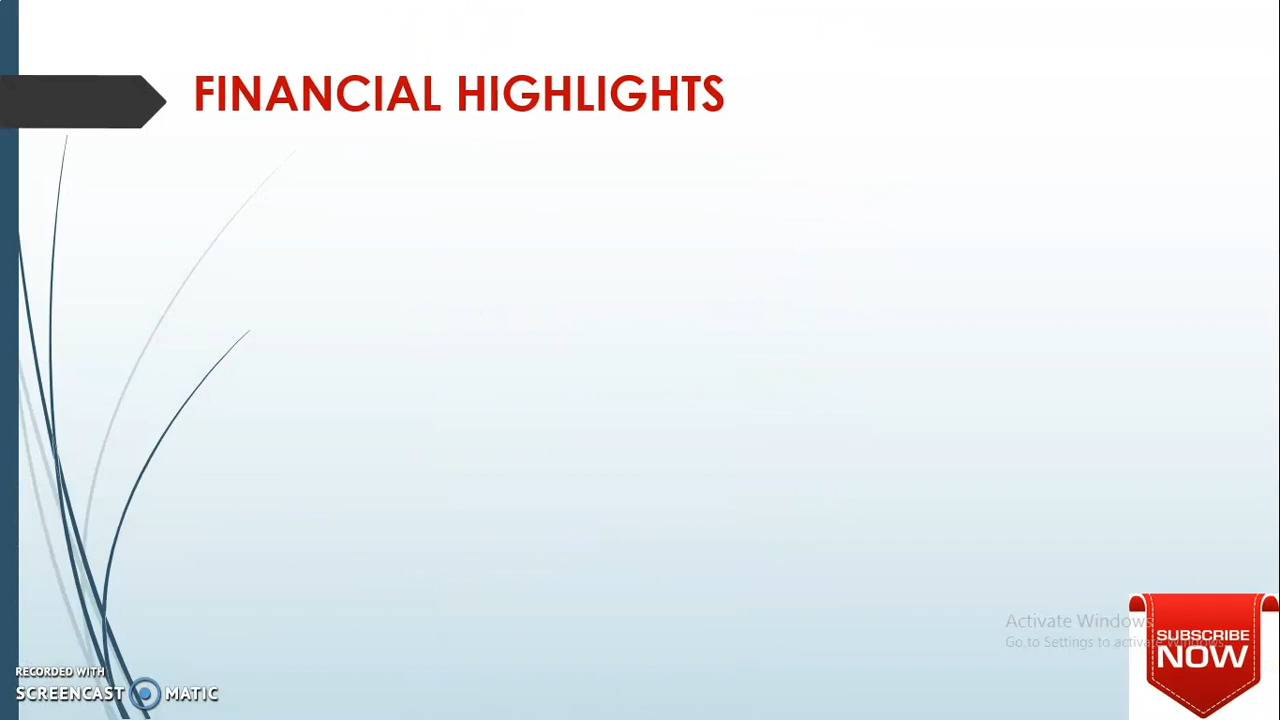 FINANCIAL HIGHLIGHTS
Activate Windows
Go to Settings to activate Windows.
SUBSCRIBE
NOW
RECORDED WITH
SCREENCAST MATIC